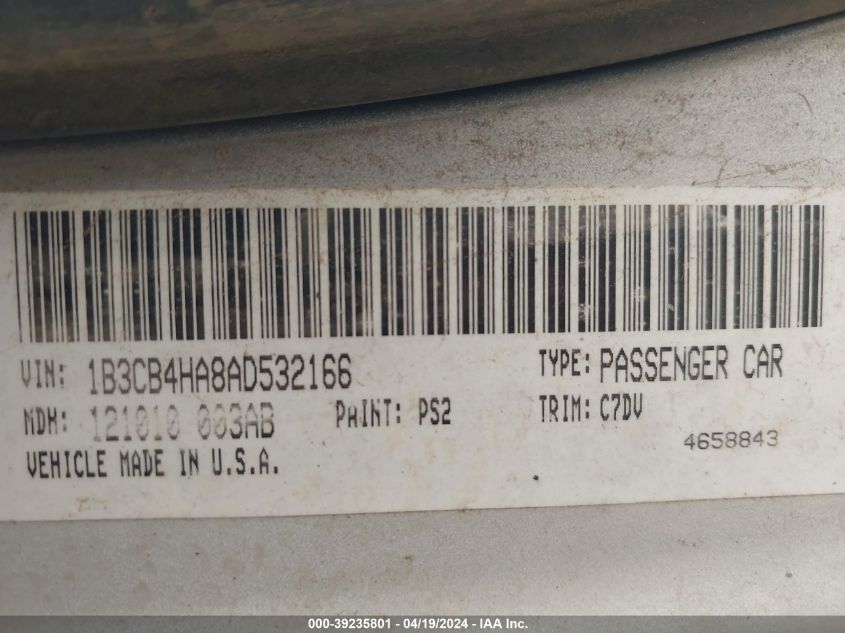 VIN: 1B3CB4HA8AD532166 TYPE: PASSENGER CAR
MDH: 121010 003AB PAINT: PS2 TRIM: C7DV
4658843
VEHICLE MADE IN U.S.A.
000-39235801 - 04/19/2024 - IAA Inc.